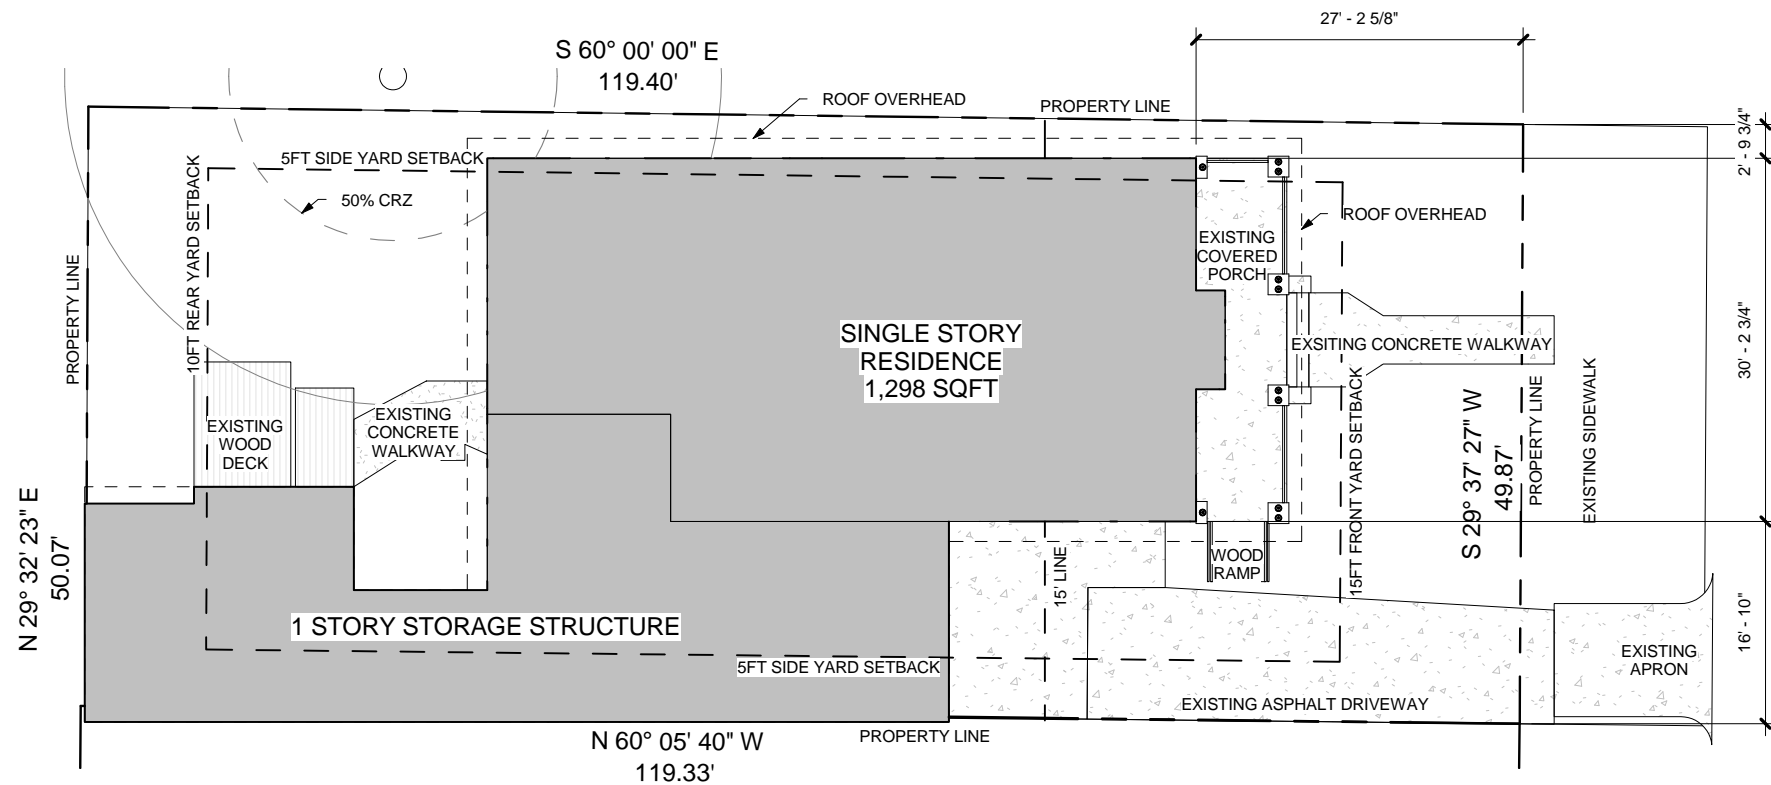 27' - 2 5/8"
S 60° 00' 00" E
119.40'
ROOF OVERHEAD
PROPERTY LINE
2' - 9 3/4"
5FT SIDE YARD SETBACK
50% CRZ
10FT REAR YARD SETBACK
PROPERTY LINE
ROOF OVERHEAD
EXISTING
COVERED
PORCH
SINGLE STORY
RESIDENCE
1,298 SQFT
EXSITING CONCRETE WALKWAY
30' - 2 3/4"
EXISTING
WOOD
DECK
EXISTING
CONCRETE
WALKWAY
15FT FRONT YARD SETBACK
S 29° 37' 27" W
49.87'
PROPERTY LINE
EXISTING SIDEWALK
N 29° 32' 23" E
50.07'
WOOD
RAMP
15' LINE
1 STORY STORAGE STRUCTURE
5FT SIDE YARD SETBACK
16' - 10"
EXISTING
APRON
EXISTING ASPHALT DRIVEWAY
N 60° 05' 40" W
119.33'
PROPERTY LINE